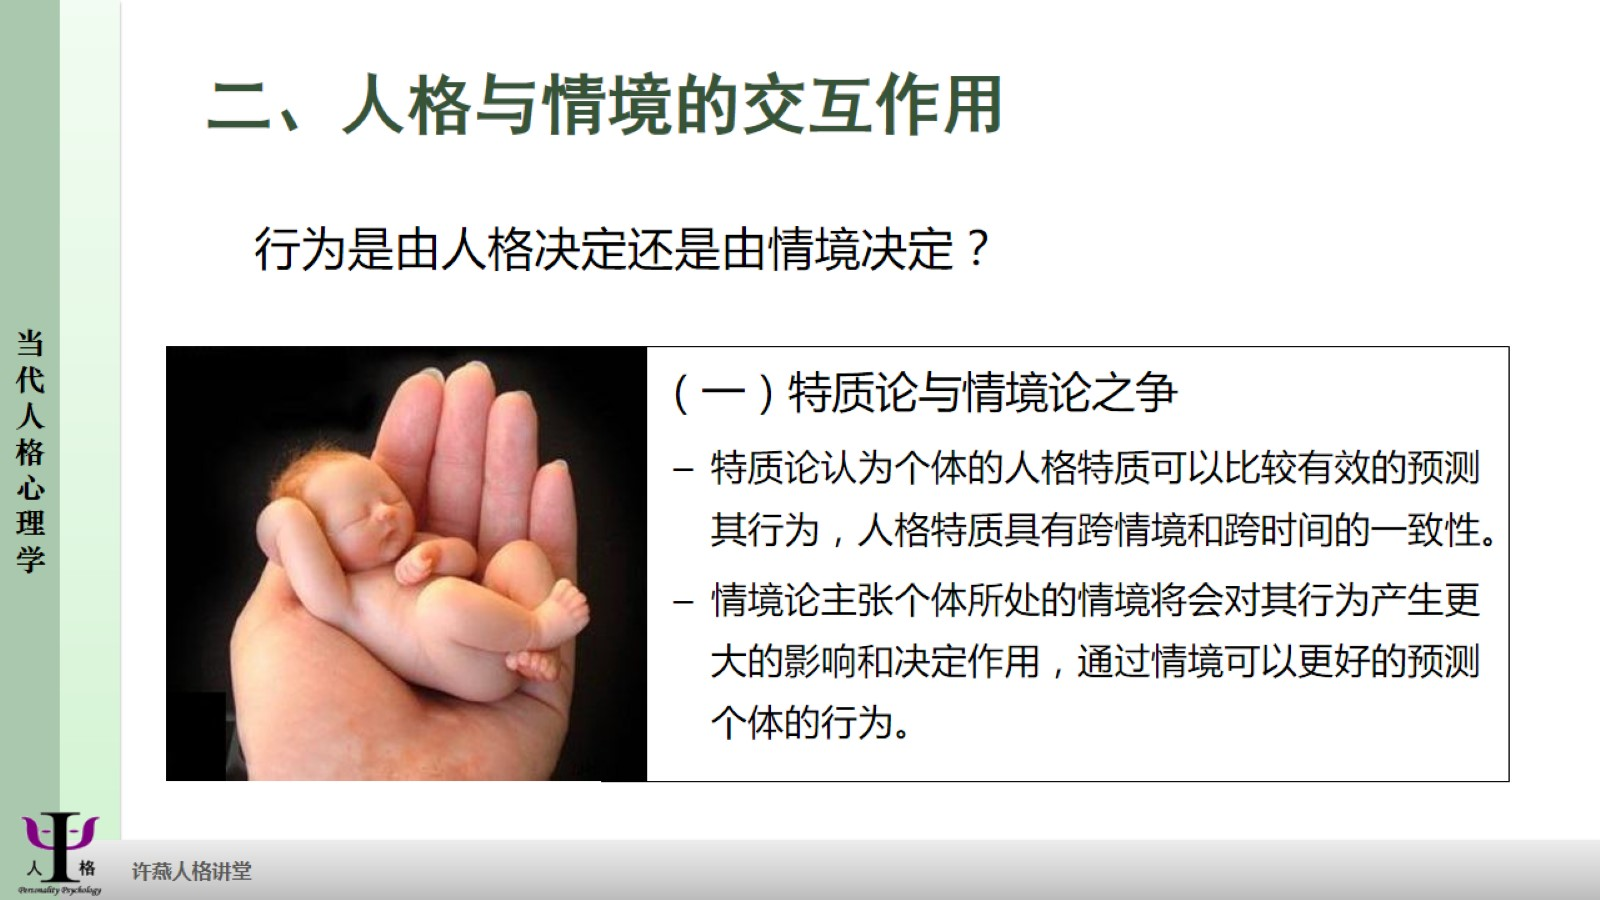 二、人格与情境的交互作用
行为是由人格决定还是由情境决定？
（一）特质论与情境论之争
– 特质论认为个体的人格特质可以比较有效的预测
其行为，人格特质具有跨情境和跨时间的一致性。
– 情境论主张个体所处的情境将会对其行为产生更
大的影响和决定作用，通过情境可以更好的预测
个体的行为。
当代人格心理学
人 格
Personality Psychology
许燕人格讲堂